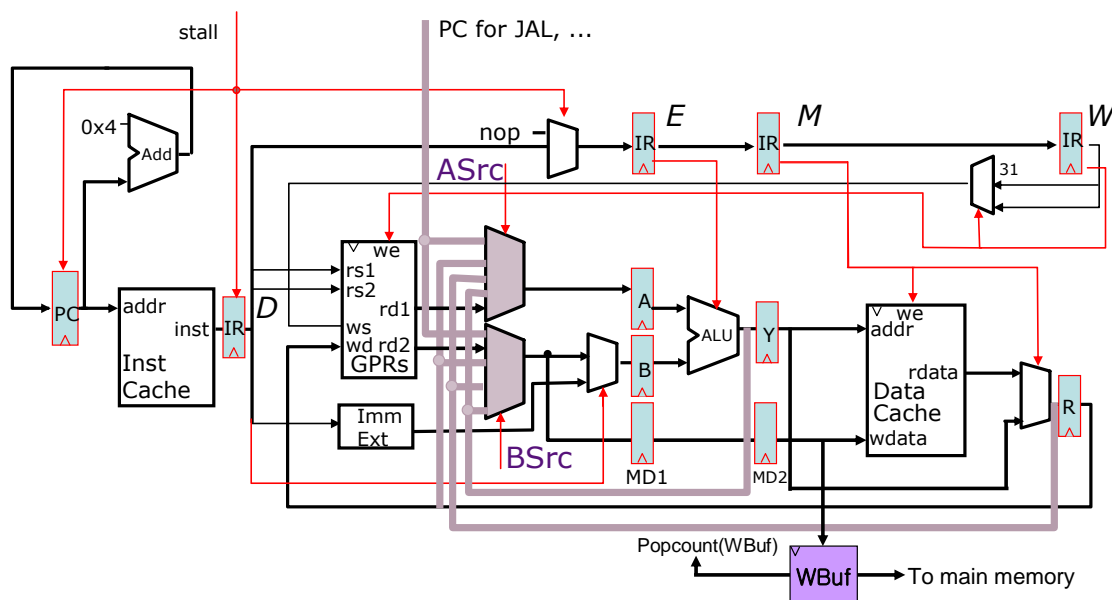 stall
PC for JAL, ...
0x4
Add
nop
IR
E
IR
M
IR
W
31
ASrc
we
rs1
rs2
rd1
ws
wd rd2
GPRs
PC
addr
inst
Inst
Cache
IR
D
A
ALU
Y
B
we
addr
rdata
Data
Cache
wdata
R
Imm
Ext
BSrc
MD1
MD2
Popcount(WBuf)
WBuf
To main memory